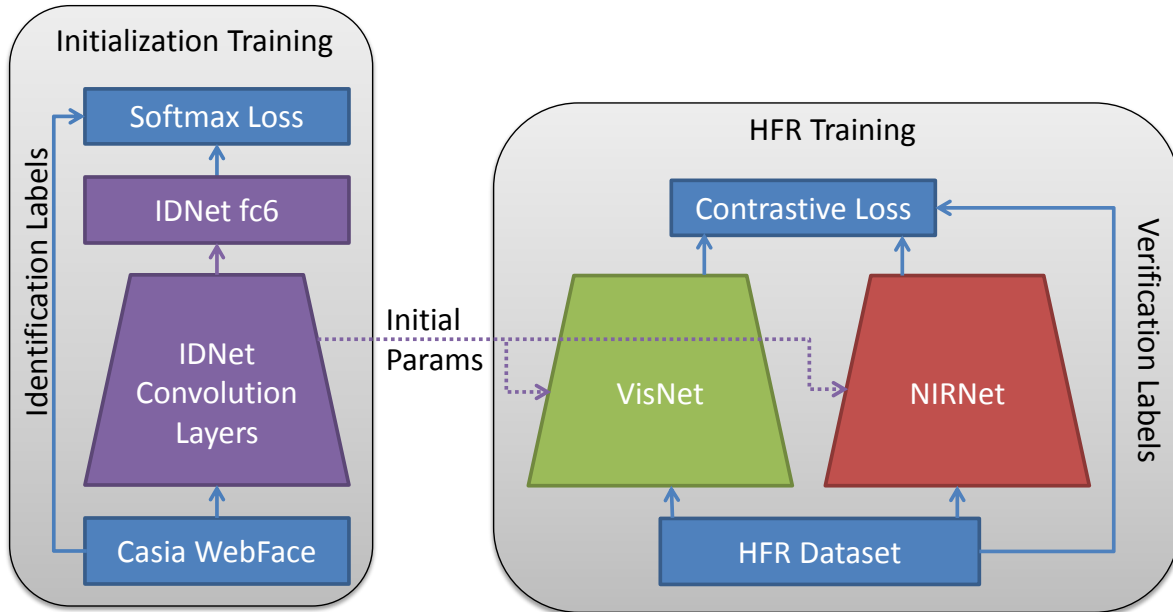 Initialization Training
Softmax Loss
IDNet fc6
Identification Labels
IDNet
Convolution
Layers
Casia WebFace
Initial
Params
HFR Training
Contrastive Loss
VisNet
NIRNet
Verification Labels
HFR Dataset